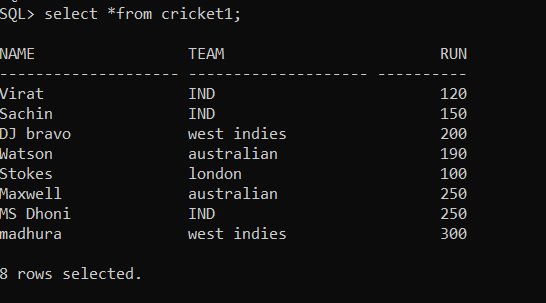 SQL> select *from cricket1;
NAME                 TEAM                        RUN
-------------------- -------------------- ----------
Virat                IND                         120
Sachin               IND                         150
DJ bravo             west indies                 200
Watson               australian                  190
Stokes               london                      100
Maxwell              australian                  250
MS Dhoni             IND                         250
madhura              west indies                 300
8 rows selected.